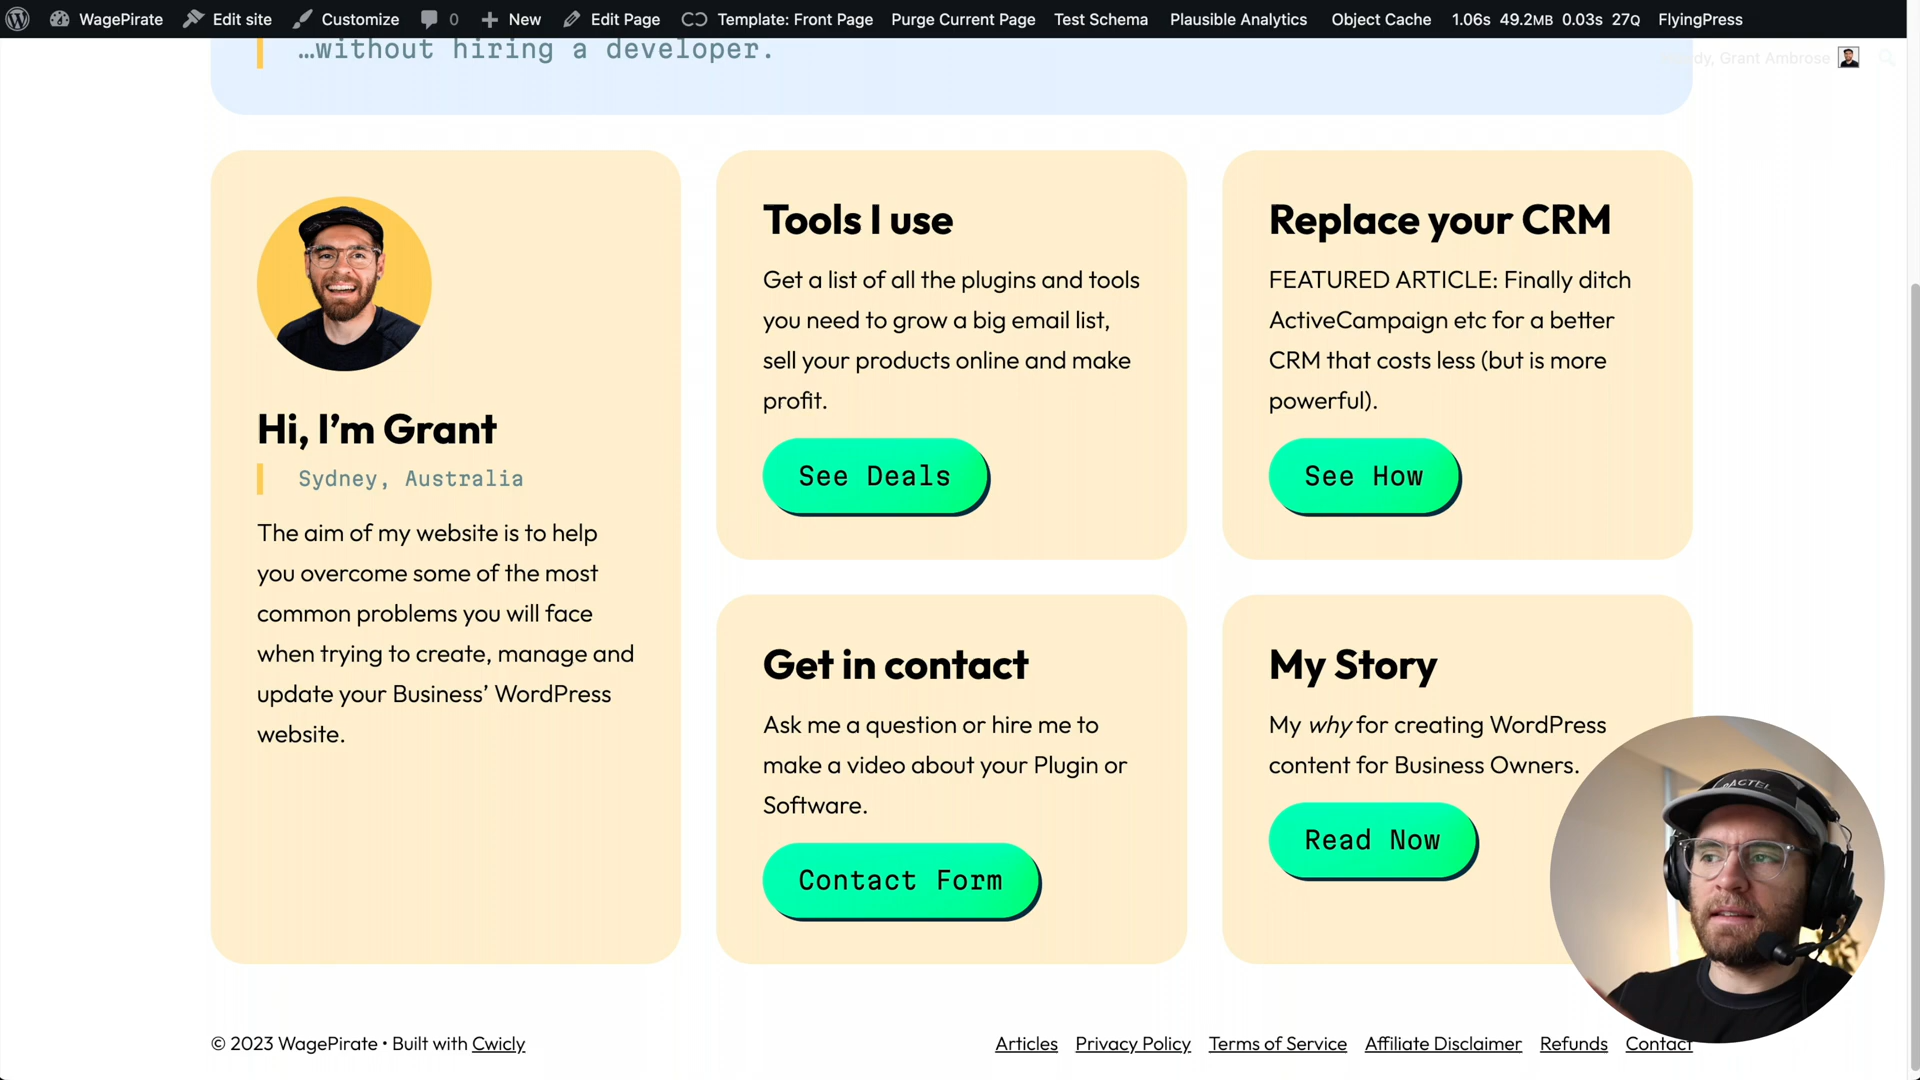 WagePirate Edit site Customize 0 New Edit Page Template: Front Page Purge Current Page Test Schema Plausible Analytics Object Cache 1.06s 49.2MB 0.03s 27Q FlyingPress
…without hiring a developer.
Grant Ambrose
Hi, I’m Grant
Sydney, Australia
The aim of my website is to help
you overcome some of the most
common problems you will face
when trying to create, manage and
update your Business’ WordPress
website.
Tools I use
Get a list of all the plugins and tools
you need to grow a big email list,
sell your products online and make
profit.
See Deals
Replace your CRM
FEATURED ARTICLE: Finally ditch
ActiveCampaign etc for a better
CRM that costs less (but is more
powerful).
See How
Get in contact
Ask me a question or hire me to
make a video about your Plugin or
Software.
Contact Form
My Story
My why for creating WordPress
content for Business Owners.
Read Now
© 2023 WagePirate • Built with Cwicly
Articles Privacy Policy Terms of Service Affiliate Disclaimer Refunds Contact